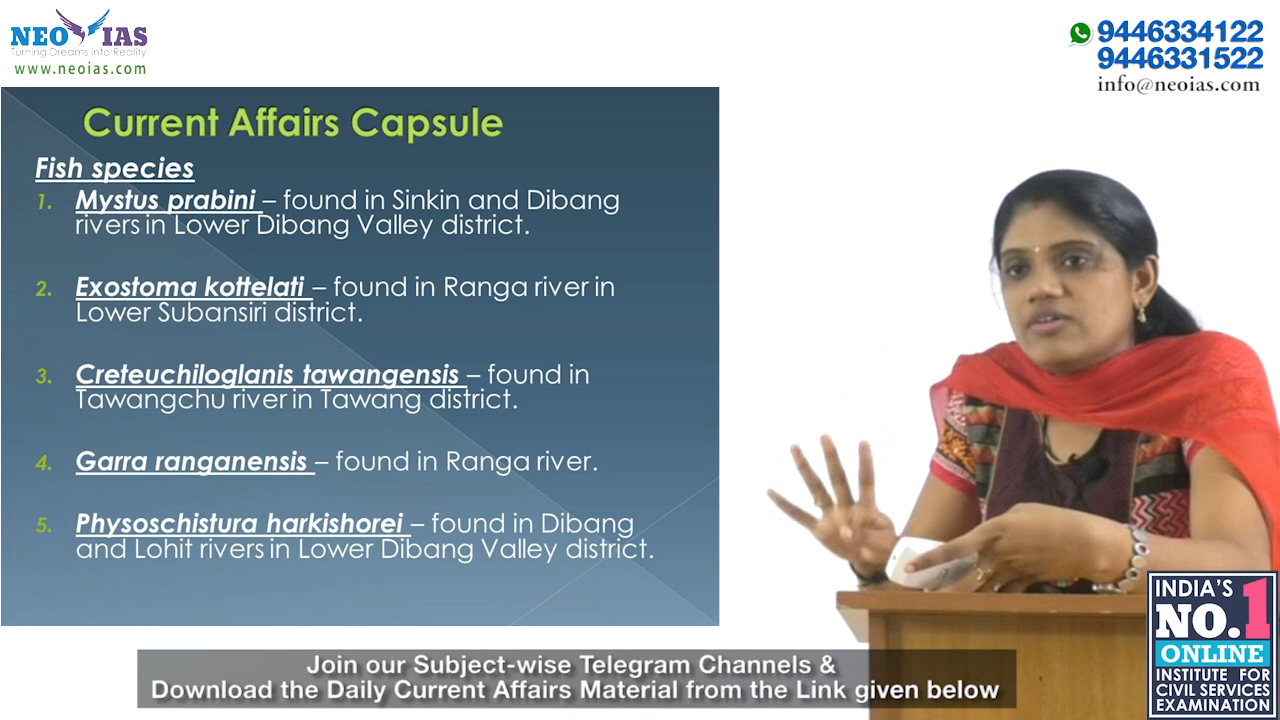 NEO IAS
Turning Dreams into Reality
www.neoias.com
9446334122
9446331522
info@neoias.com
Current Affairs Capsule
Fish species
1. Mystus prabini – found in Sinkin and Dibang
rivers in Lower Dibang Valley district.
2. Exostoma kottelati – found in Ranga river in
Lower Subansiri district.
3. Creteuchiloglanis tawangensis – found in
Tawangchu river in Tawang district.
4. Garra ranganensis – found in Ranga river.
5. Physoschistura harkishorei – found in Dibang
and Lohit rivers in Lower Dibang Valley district.
INDIA'S
NO.1
ONLINE
INSTITUTE FOR
CIVIL SERVICES
EXAMINATION
Join our Subject-wise Telegram Channels &
Download the Daily Current Affairs Material from the Link given below